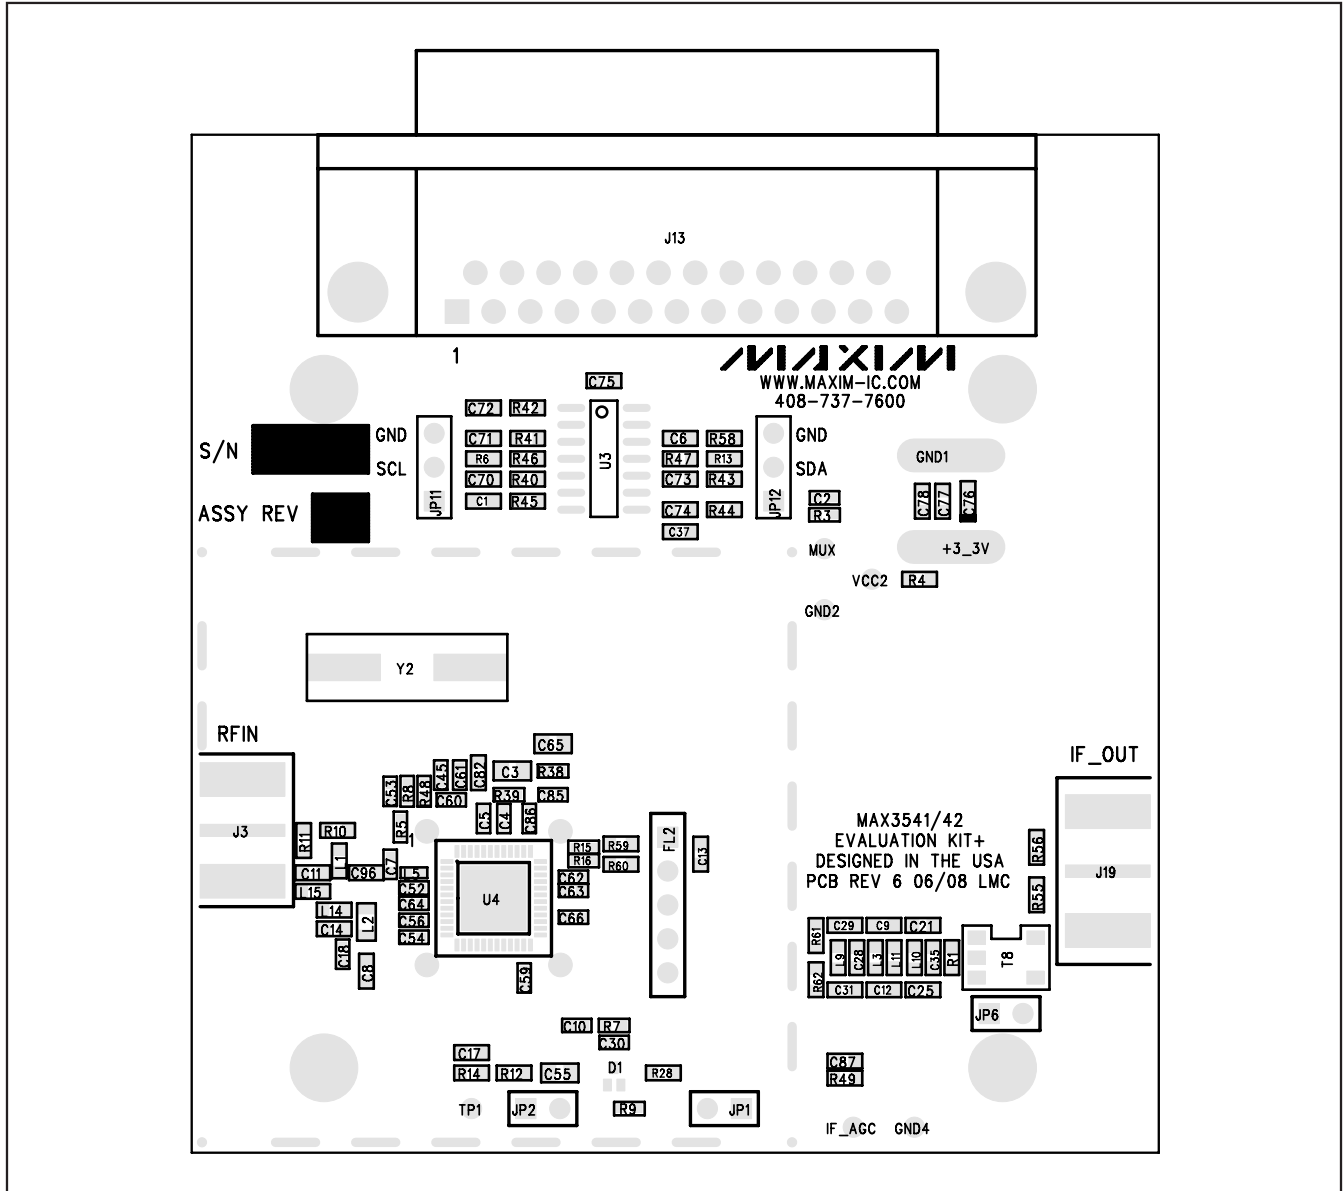 J13
1
MAXIM
WWW.MAXIM-IC.COM
408-737-7600
C75
C72 R42
S/N
GND
SCL
JP11
C71 R41
R6 R46
C70 R40
C1 R45
U3
C6 R58
R47 R13
C73 R43
C74 R44
C37
GND
SDA
JP12
ASSY REV
C2
R3
MUX
GND1
C78
C77
C76
+3_3V
VCC2
R4
GND2
Y2
RFIN
IF_OUT
J3
R11
R10
L1
C11
L15
C96
C7
R5
1
L14
C14
L2
C18
C8
C53
R8
R48
C45
C61
C82
C60
C65
C3
R38
R39
C85
C5
C4
C86
L5
C52
C64
C56
C54
U4
R15
R16
R59
R60
C62
C63
C66
C59
FL2
C13
MAX3541/42
EVALUATION KIT+
DESIGNED IN THE USA
PCB REV 6 06/08 LMC
R56
R55
J19
R61
R62
C29 C9 C21
L9
C28
L3
L11
L10
C35
R1
C31 C12 C25
T8
JP6
C10 R7
C30
C17
R14 R12 C55
D1
R28
TP1
JP2
R9
JP1
C87
R49
IF_AGC GND4